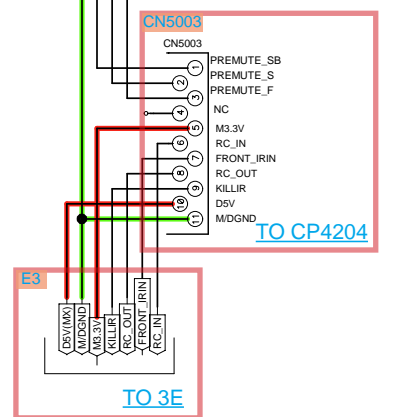 CN5003
CN5003
1 PREMUTE_SB
2 PREMUTE_S
3 PREMUTE_F
4 NC
5 M3.3V
6 RC_IN
7 FRONT_IRIN
8 RC_OUT
9 KILLIR
10 D5V
11 M/DGND
TO CP4204
E3
D5V(MX)
M/DGND
M3.3V
KILLIR
RC_OUT
FRONT_IRIN
RC_IN
TO 3E